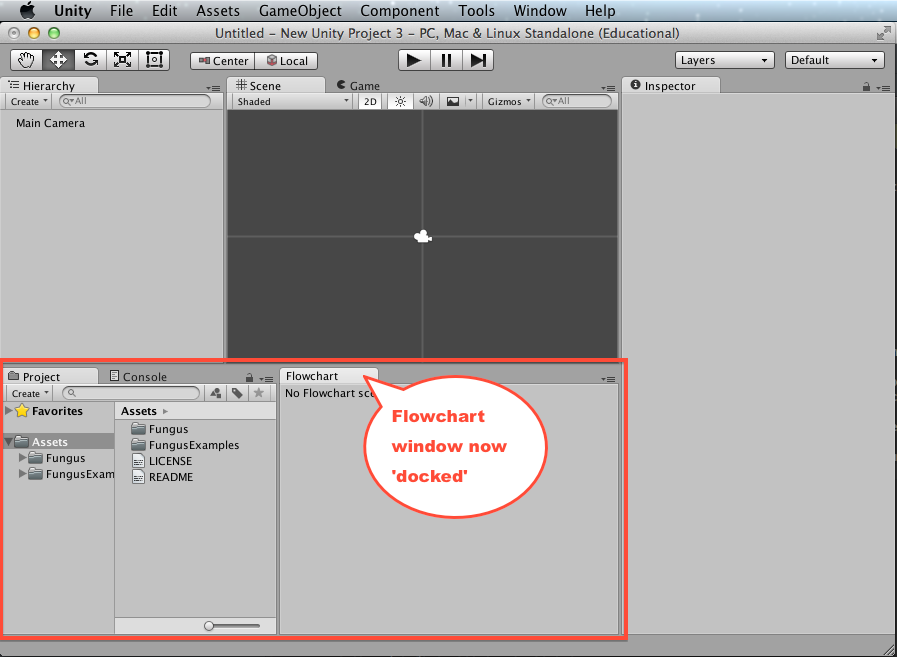 Unity File Edit Assets GameObject Component Tools Window Help
Untitled - New Unity Project 3 - PC, Mac & Linux Standalone (Educational)
Center Local Layers Default
Hierarchy
Create All
Main Camera
Scene Game
Shaded 2D Gizmos All
Inspector
Project Console
Create
Favorites
Assets
Fungus
FungusExam
Assets
Fungus
FungusExamples
LICENSE
README
Flowchart
No Flowchart sce
Flowchart
window now
'docked'